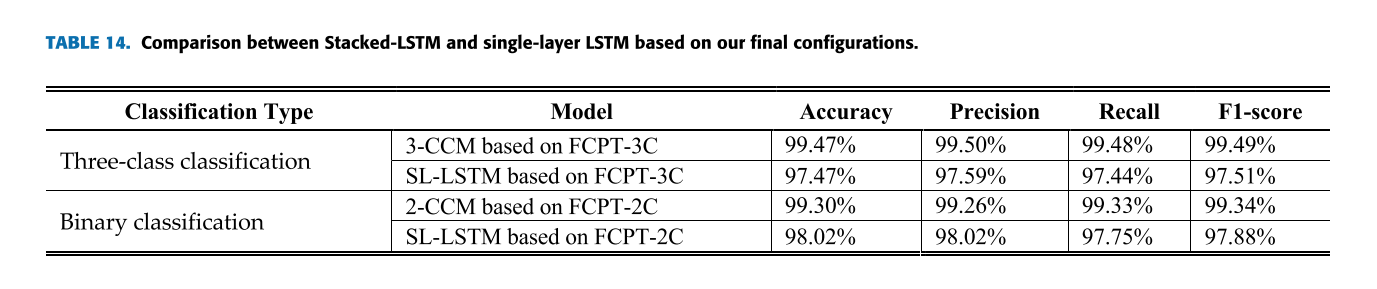 TABLE 14. Comparison between Stacked-LSTM and single-layer LSTM based on our final configurations.
Classification Type Model Accuracy Precision Recall F1-score
Three-class classification
3-CCM based on FCPT-3C 99.47% 99.50% 99.48% 99.49%
SL-LSTM based on FCPT-3C 97.47% 97.59% 97.44% 97.51%
Binary classification
2-CCM based on FCPT-2C 99.30% 99.26% 99.33% 99.34%
SL-LSTM based on FCPT-2C 98.02% 98.02% 97.75% 97.88%